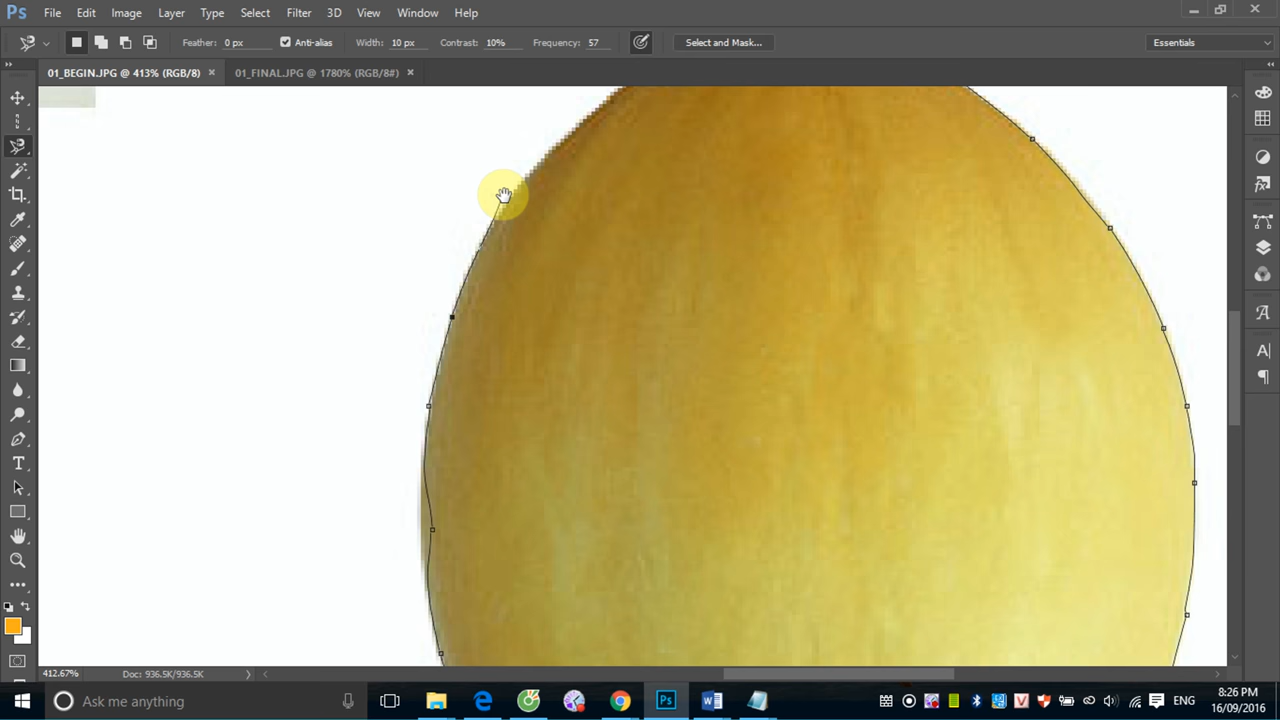 Ps File Edit Image Layer Type Select Filter 3D View Window Help
Feather: 0 px Anti-alias Width: 10 px Contrast: 10% Frequency: 57 Select and Mask... Essentials
01_BEGIN.JPG @ 413% (RGB/8) × 01_FINAL.JPG @ 1780% (RGB/8#) ×
412.67% Doc: 936.5K/936.5K
Ask me anything
Ps
ENG
8:26 PM
16/09/2016